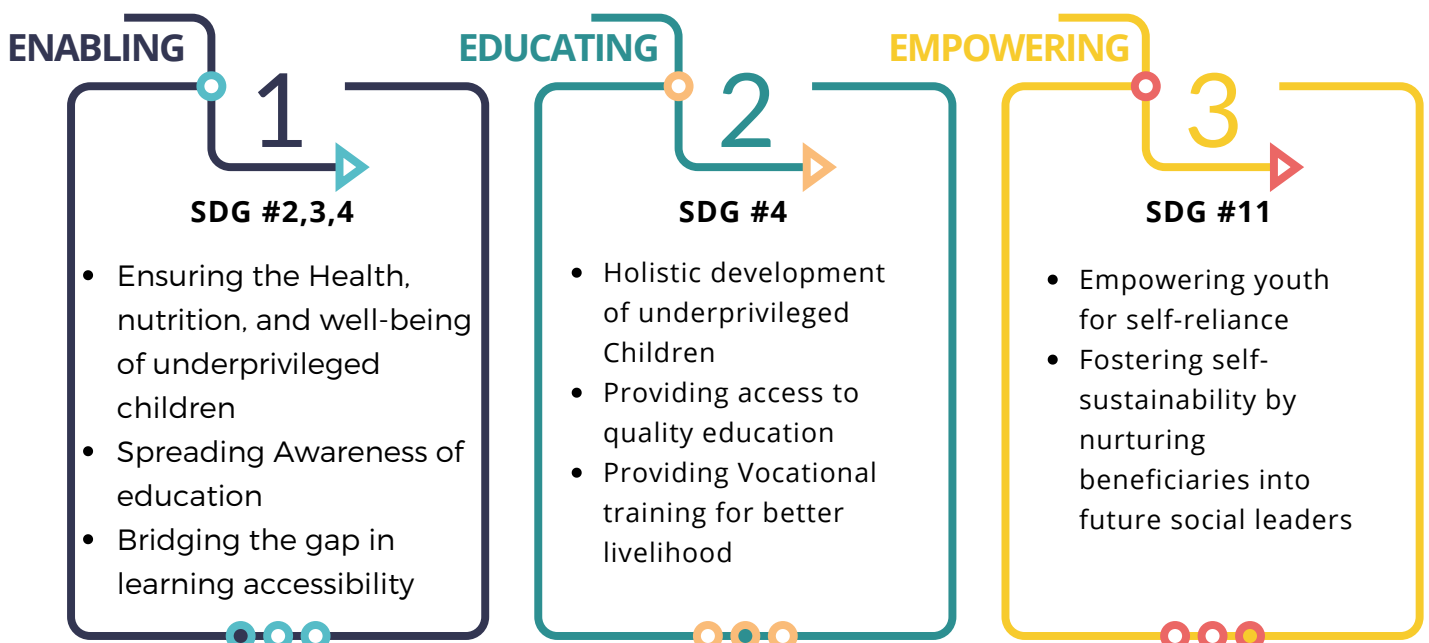 ENABLING
1
SDG #2,3,4
• Ensuring the Health,
nutrition, and well-being
of underprivileged
children
• Spreading Awareness of
education
• Bridging the gap in
learning accessibility
EDUCATING
2
SDG #4
• Holistic development
of underprivileged
Children
• Providing access to
quality education
• Providing Vocational
training for better
livelihood
EMPOWERING
3
SDG #11
• Empowering youth
for self-reliance
• Fostering self-
sustainability by
nurturing
beneficiaries into
future social leaders